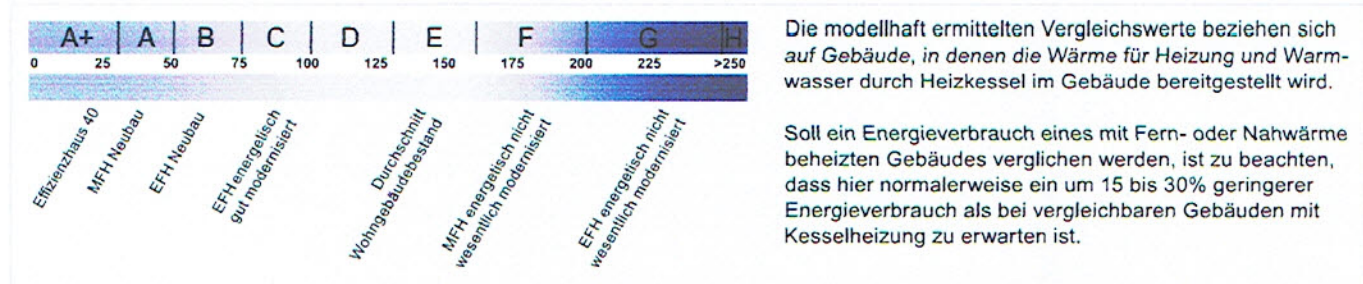 A+ A B C D E F G H
0 25 50 75 100 125 150 175 200 225 >250
Effizienzhaus 40
MFH Neubau
EFH Neubau
EFH energetisch
gut modernisiert
Durchschnitt
Wohngebäudebestand
MFH energetisch nicht
wesentlich modernisiert
EFH energetisch nicht
wesentlich modernisiert
Die modellhaft ermittelten Vergleichswerte beziehen sich
auf Gebäude, in denen die Wärme für Heizung und Warm-
wasser durch Heizkessel im Gebäude bereitgestellt wird.
Soll ein Energieverbrauch eines mit Fern- oder Nahwärme
beheizten Gebäudes verglichen werden, ist zu beachten,
dass hier normalerweise ein um 15 bis 30% geringerer
Energieverbrauch als bei vergleichbaren Gebäuden mit
Kesselheizung zu erwarten ist.